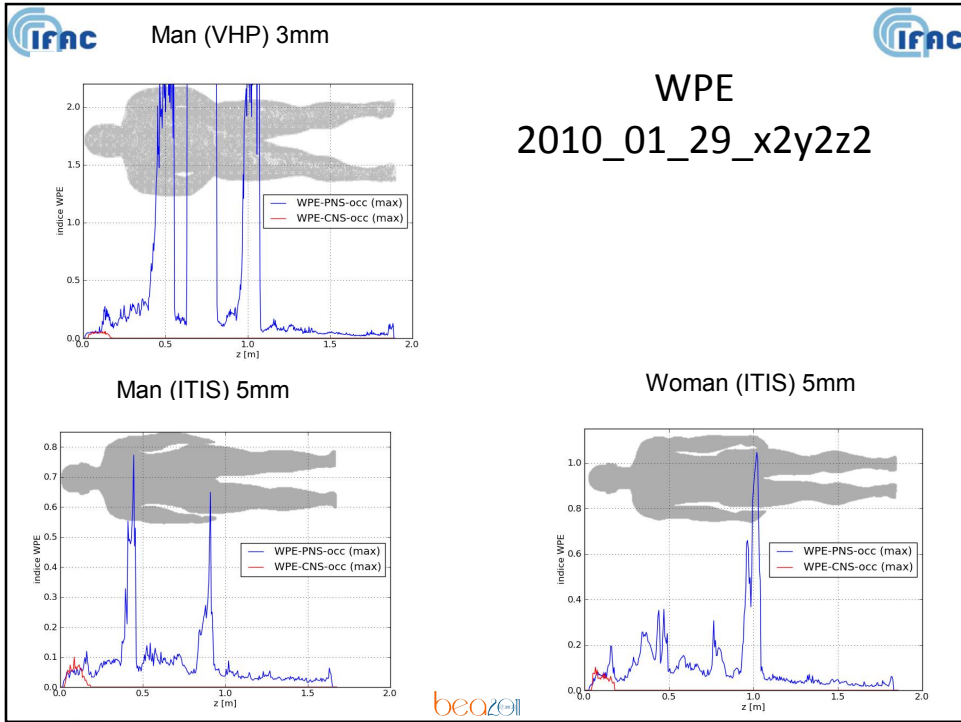 IFAC
Man (VHP) 3mm
IFAC
WPE
2010_01_29_x2y2z2
2.0
1.5
1.0
0.5
0.0
indice WPE
WPE-PNS-occ (max)
WPE-CNS-occ (max)
0.0 0.5 1.0 1.5 2.0
z [m]
Man (ITIS) 5mm
Woman (ITIS) 5mm
0.8
0.7
0.6
0.5
0.4
0.3
0.2
0.1
0.0
indice WPE
WPE-PNS-occ (max)
WPE-CNS-occ (max)
0.0 0.5 1.0 1.5 2.0
z [m]
1.0
0.8
0.6
0.4
0.2
0.0
indice WPE
WPE-PNS-occ (max)
WPE-CNS-occ (max)
0.0 0.5 1.0 1.5 2.0
z [m]